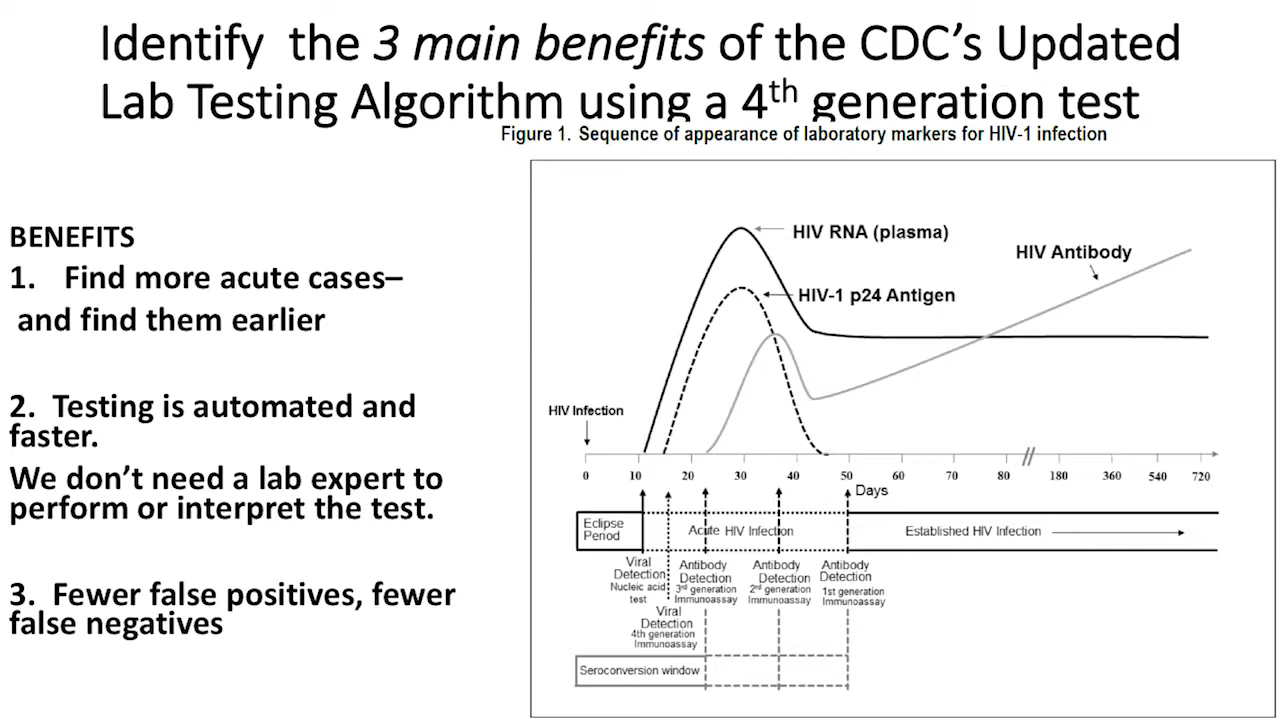 Identify the 3 main benefits of the CDC's Updated
Lab Testing Algorithm using a 4th generation test
Figure 1. Sequence of appearance of laboratory markers for HIV-1 infection
BENEFITS
1. Find more acute cases–
and find them earlier
2. Testing is automated and
faster.
We don't need a lab expert to
perform or interpret the test.
3. Fewer false positives, fewer
false negatives
HIV RNA (plasma)
HIV Antibody
HIV-1 p24 Antigen
HIV Infection
0 10 20 30 40 50 60 70 80 180 360 540 720
Days
Eclipse
Period
Acute HIV Infection
Established HIV Infection
Viral
Detection
Nucleic acid
test
Viral
Detection
4th generation
Immunoassay
Antibody
Detection
3rd generation
Immunoassay
Antibody
Detection
2nd generation
Immunoassay
Antibody
Detection
1st generation
Immunoassay
Seroconversion window